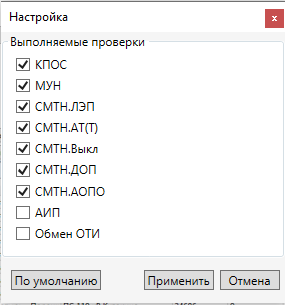 Настройка
Выполняемые проверки
КПОС
МУН
СМТН.ЛЭП
СМТН.АТ(Т)
СМТН.Выкл
СМТН.ДОП
СМТН.АОПО
АИП
Обмен ОТИ
По умолчанию Применить Отмена